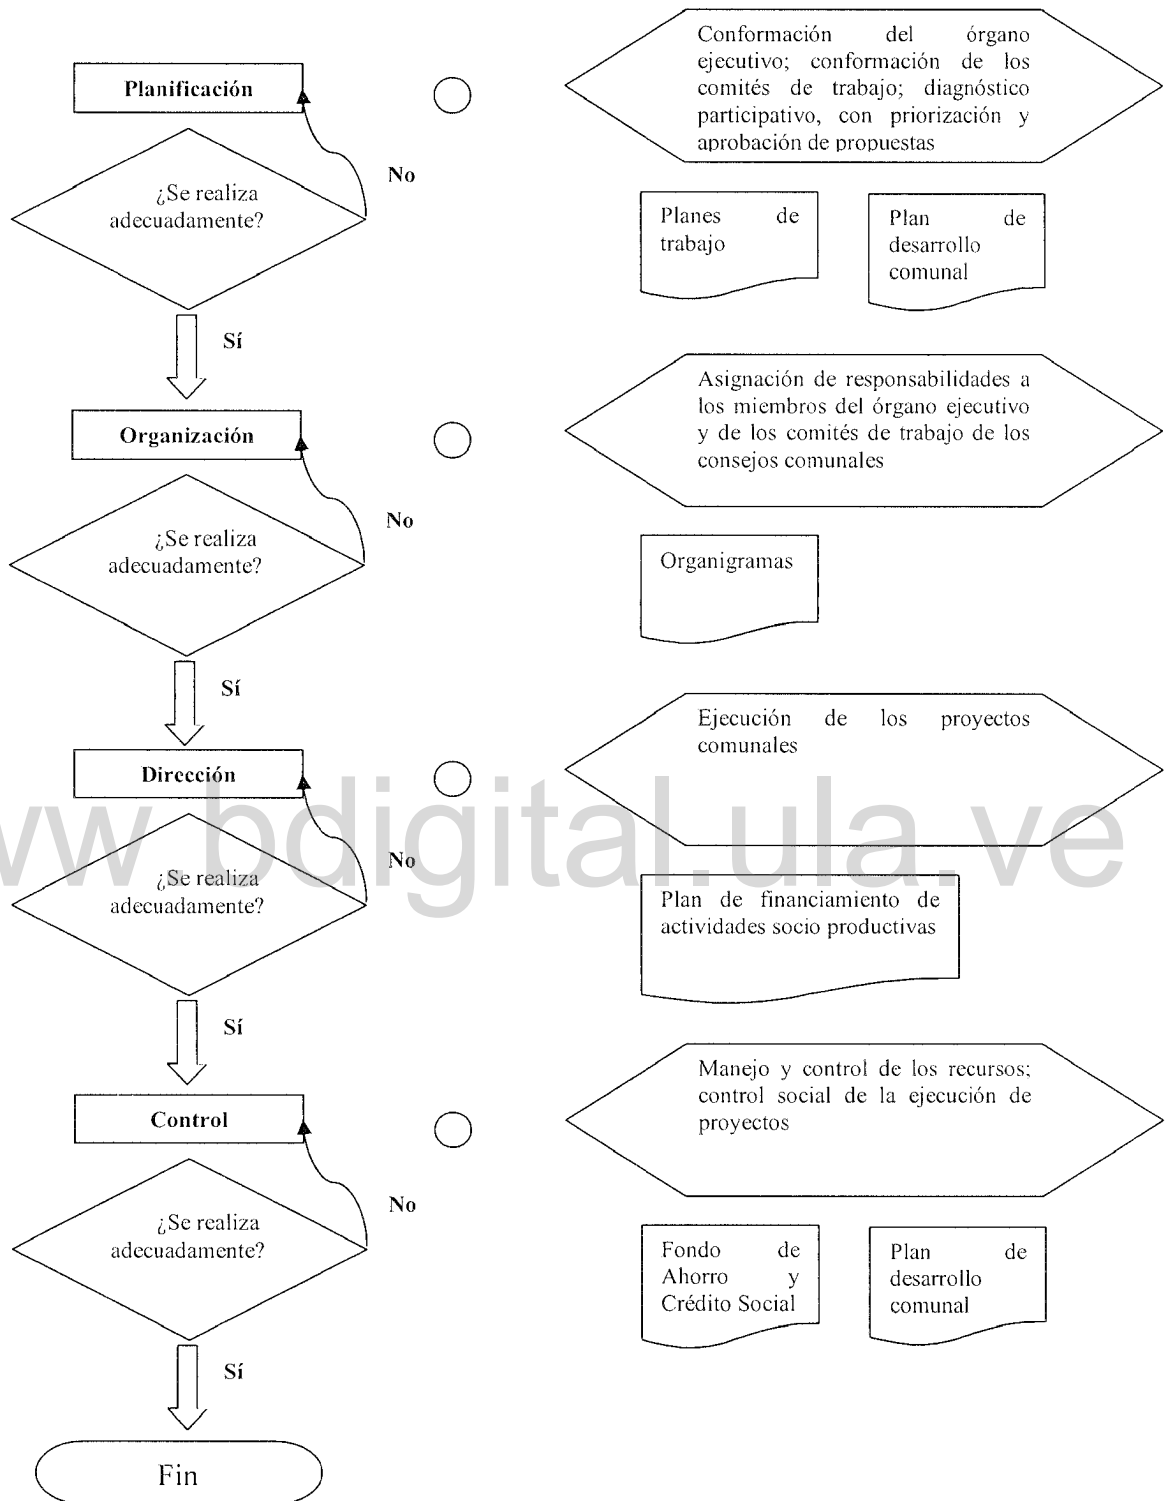 Planificación
Conformación del órgano
ejecutivo; conformación de los
comités de trabajo; diagnóstico
participativo, con priorización y
aprobación de propuestas
¿Se realiza
adecuadamente?
No
Planes de
trabajo
Plan de
desarrollo
comunal
Sí
Organización
Asignación de responsabilidades a
los miembros del órgano ejecutivo
y de los comités de trabajo de los
consejos comunales
¿Se realiza
adecuadamente?
No
Organigramas
Sí
Dirección
Ejecución de los proyectos
comunales
¿Se realiza
adecuadamente?
No
Plan de financiamiento de
actividades socio productivas
Sí
Control
Manejo y control de los recursos;
control social de la ejecución de
proyectos
¿Se realiza
adecuadamente?
No
Fondo de
Ahorro y
Crédito Social
Plan de
desarrollo
comunal
Sí
Fin
www.bdigital.ula.ve